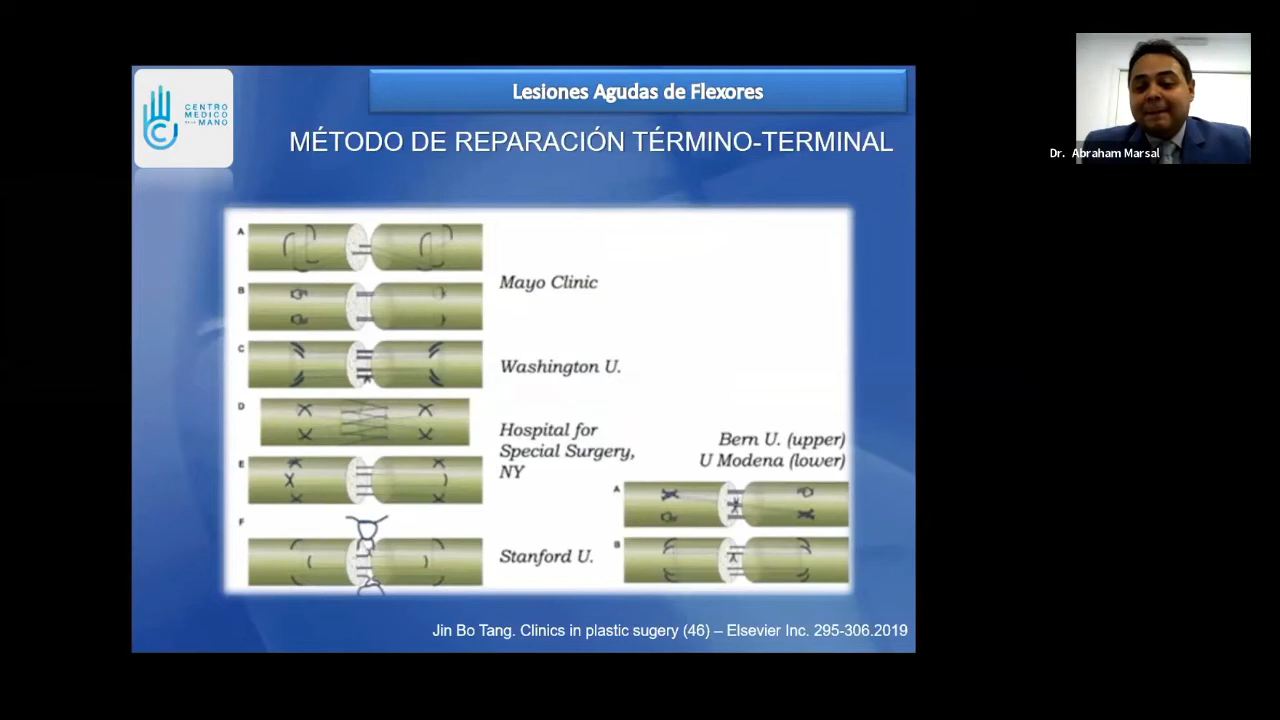 CENTRO
MEDICO
DE LA MANO
Lesiones Agudas de Flexores
MÉTODO DE REPARACIÓN TÉRMINO-TERMINAL
A
B
C
D
E
F
Mayo Clinic
Washington U.
Hospital for
Special Surgery,
NY
Stanford U.
Bern U. (upper)
U Modena (lower)
A
B
Jin Bo Tang. Clinics in plastic sugery (46) – Elsevier Inc. 295-306.2019
Dr. Abraham Marsal